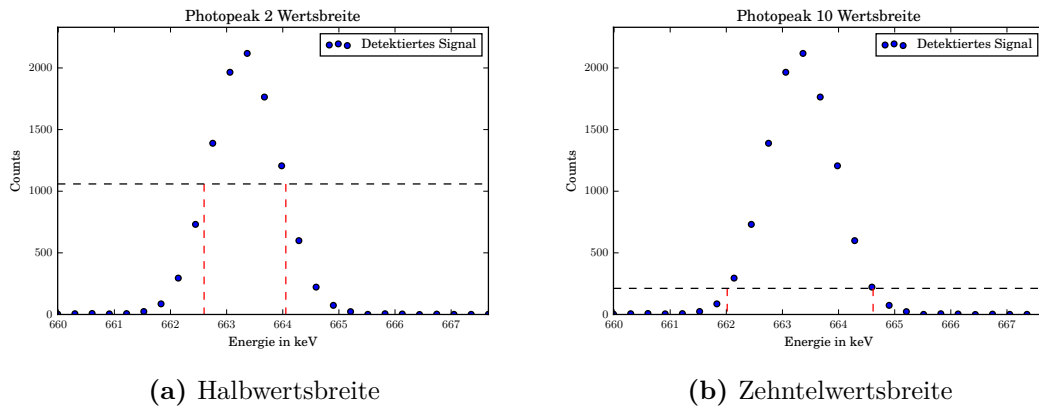 Photopeak 2 Wertsbreite
Detektiertes Signal
Counts
2000
1500
1000
500
0
660 661 662 663 664 665 666 667
Energie in keV
(a) Halbwertsbreite
Photopeak 10 Wertsbreite
Detektiertes Signal
Counts
2000
1500
1000
500
0
660 661 662 663 664 665 666 667
Energie in keV
(b) Zehntelwertsbreite